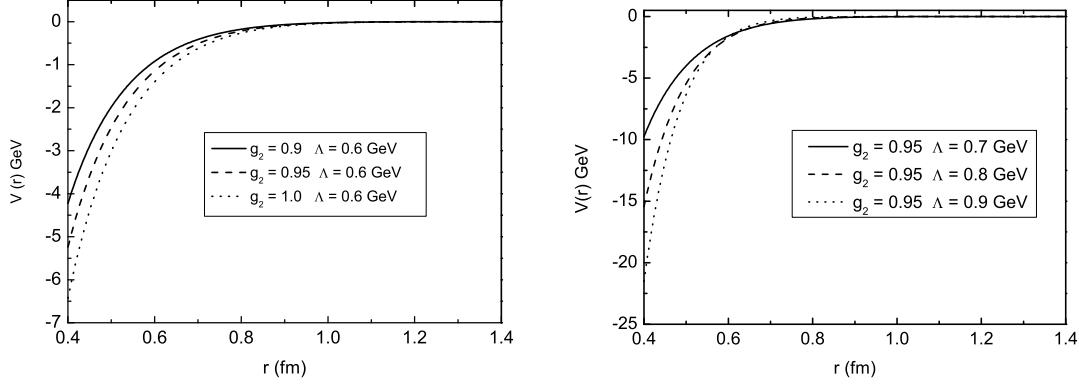 0
-1
-2
-3
-4
-5
-6
-7
V (r) GeV
g2 = 0.9 Λ = 0.6 GeV
g2 = 0.95 Λ = 0.6 GeV
g2 = 1.0 Λ = 0.6 GeV
0.4 0.6 0.8 1.0 1.2 1.4
r (fm)
0
-5
-10
-15
-20
-25
V(r) GeV
g2 = 0.95 Λ = 0.7 GeV
g2 = 0.95 Λ = 0.8 GeV
g2 = 0.95 Λ = 0.9 GeV
0.4 0.6 0.8 1.0 1.2 1.4
r (fm)